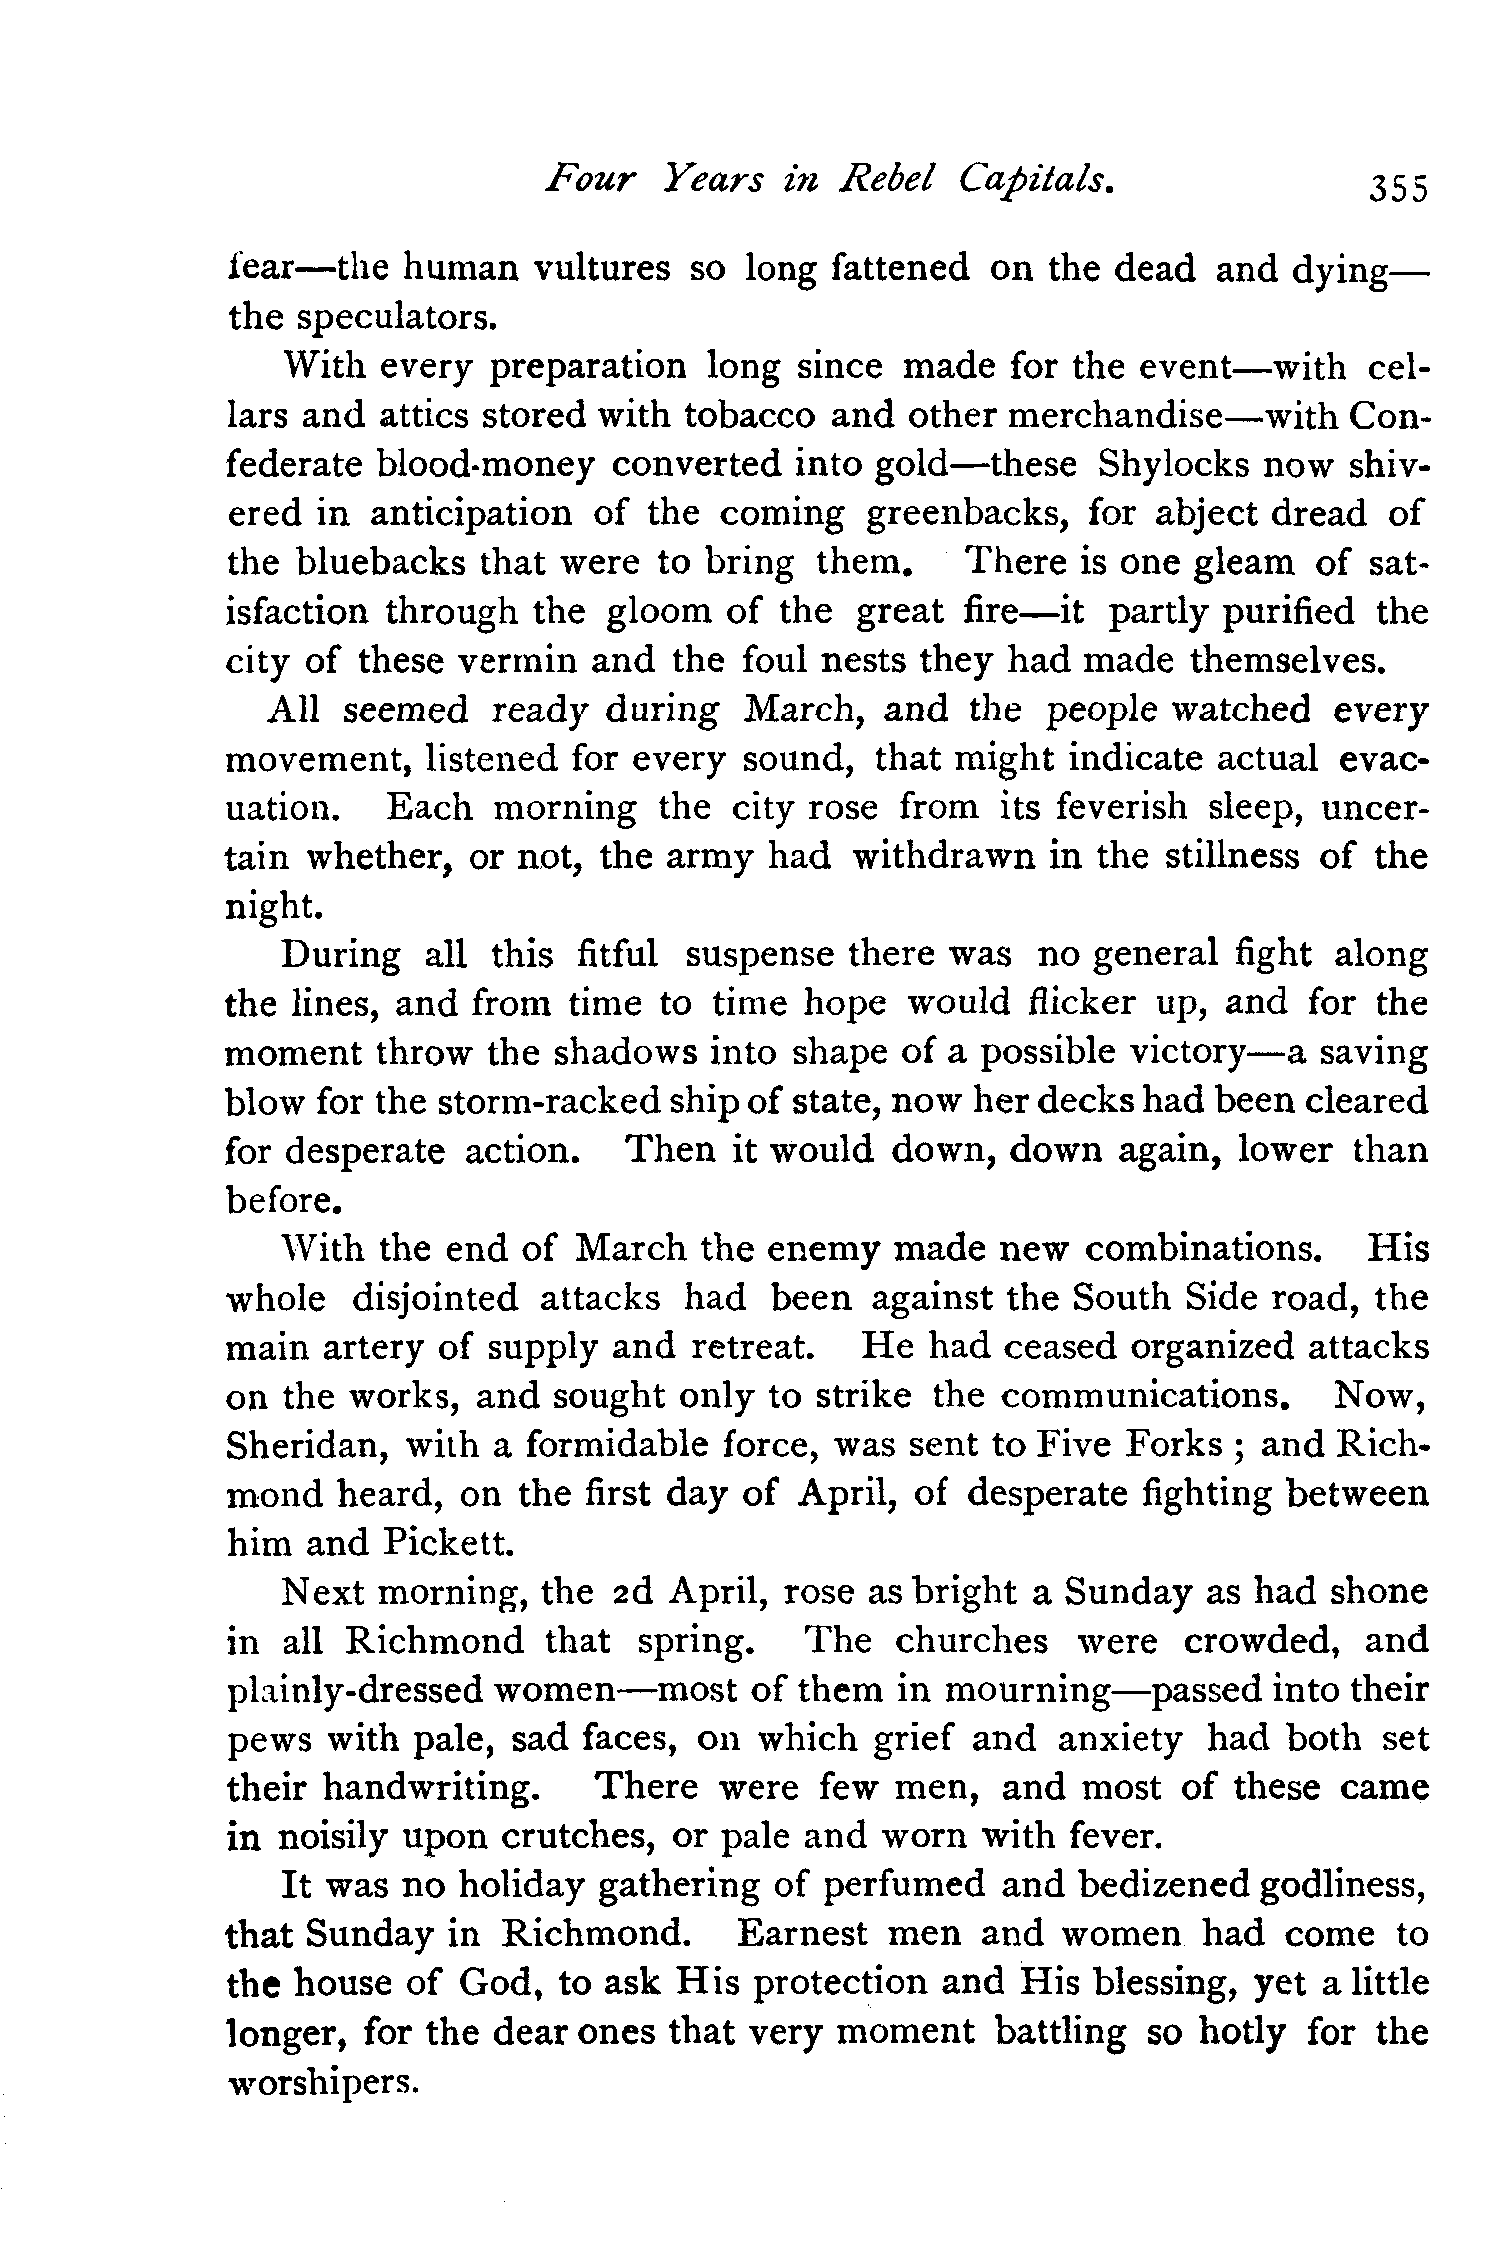 Four Years in Rebel Capitals. 355
fear—the human vultures so long fattened on the dead and dying—
the speculators.
With every preparation long since made for the event—with cel-
lars and attics stored with tobacco and other merchandise—with Con-
federate blood-money converted into gold—these Shylocks now shiv-
ered in anticipation of the coming greenbacks, for abject dread of
the bluebacks that were to bring them. There is one gleam of sat-
isfaction through the gloom of the great fire—it partly purified the
city of these vermin and the foul nests they had made themselves.
All seemed ready during March, and the people watched every
movement, listened for every sound, that might indicate actual evac-
uation. Each morning the city rose from its feverish sleep, uncer-
tain whether, or not, the army had withdrawn in the stillness of the
night.
During all this fitful suspense there was no general fight along
the lines, and from time to time hope would flicker up, and for the
moment throw the shadows into shape of a possible victory—a saving
blow for the storm-racked ship of state, now her decks had been cleared
for desperate action. Then it would down, down again, lower than
before.
With the end of March the enemy made new combinations. His
whole disjointed attacks had been against the South Side road, the
main artery of supply and retreat. He had ceased organized attacks
on the works, and sought only to strike the communications. Now,
Sheridan, with a formidable force, was sent to Five Forks ; and Rich-
mond heard, on the first day of April, of desperate fighting between
him and Pickett.
Next morning, the 2d April, rose as bright a Sunday as had shone
in all Richmond that spring. The churches were crowded, and
plainly-dressed women—most of them in mourning—passed into their
pews with pale, sad faces, on which grief and anxiety had both set
their handwriting. There were few men, and most of these came
in noisily upon crutches, or pale and worn with fever.
It was no holiday gathering of perfumed and bedizened godliness,
that Sunday in Richmond. Earnest men and women had come to
the house of God, to ask His protection and His blessing, yet a little
longer, for the dear ones that very moment battling so hotly for the
worshipers.